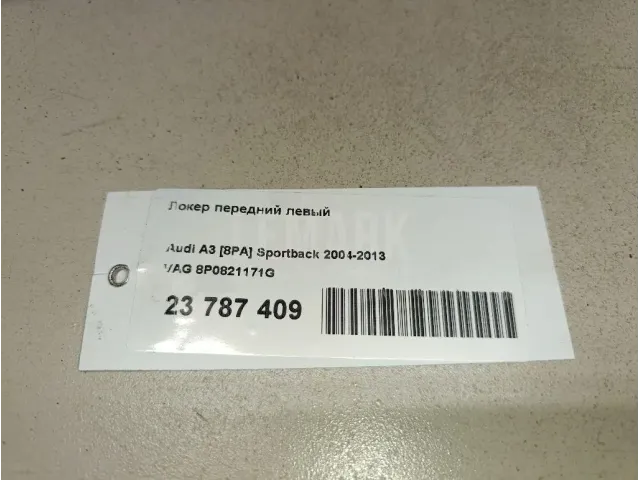 Локер передний левый
Audi A3 [8PA] Sportback 2004-2013
VAG 8P0821171G
23 787 409